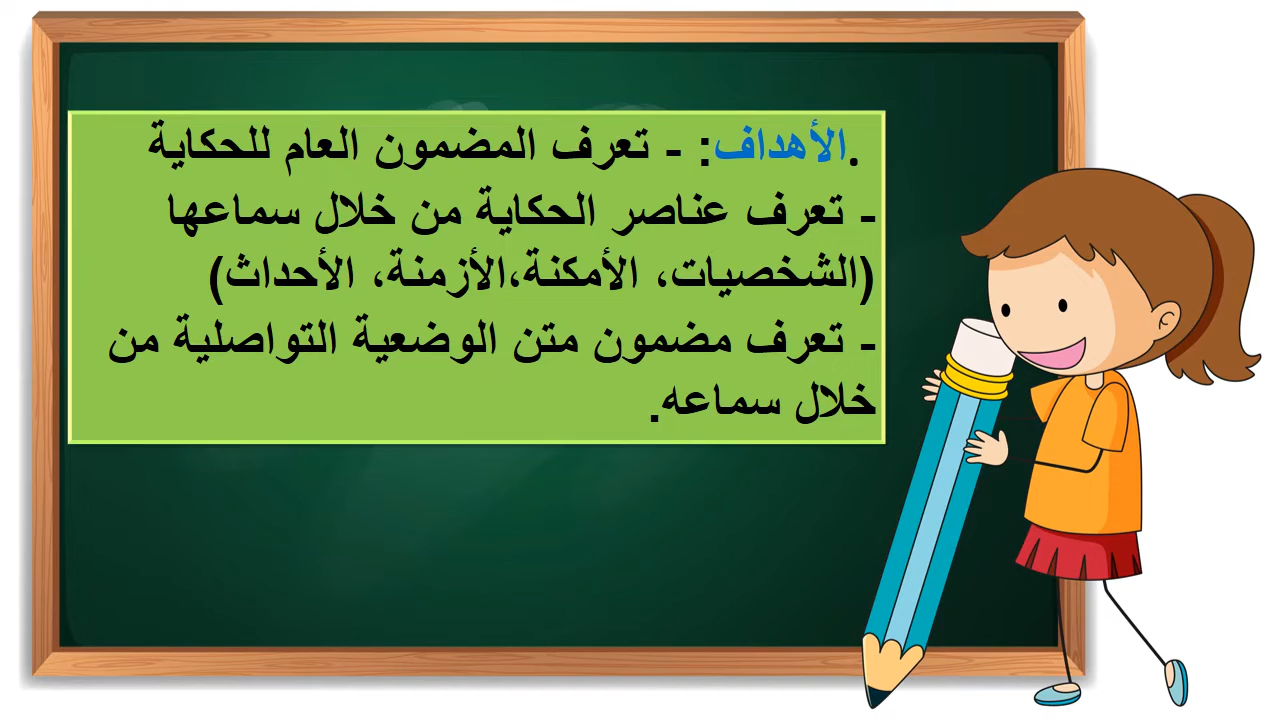 .الأهداف: - تعرف المضمون العام للحكاية
- تعرف عناصر الحكاية من خلال سماعها
(الشخصيات، الأمكنة،الأزمنة، الأحداث)
- تعرف مضمون متن الوضعية التواصلية من
خلال سماعه.